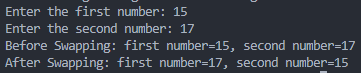 Enter the first number: 15
Enter the second number: 17
Before Swapping: first number=15, second number=17
After Swapping: first number=17, second number=15